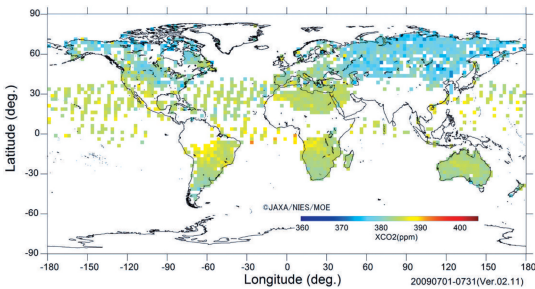 90
60
30
0
-30
-60
-90
Latitude (deg.)
©JAXA/NIES/MOE
360 370 380 390 400
XCO2(ppm)
-180 -150 -120 -90 -60 -30 0 30 60 90 120 150 180
Longitude (deg.)
20090701-0731(Ver.02.11)